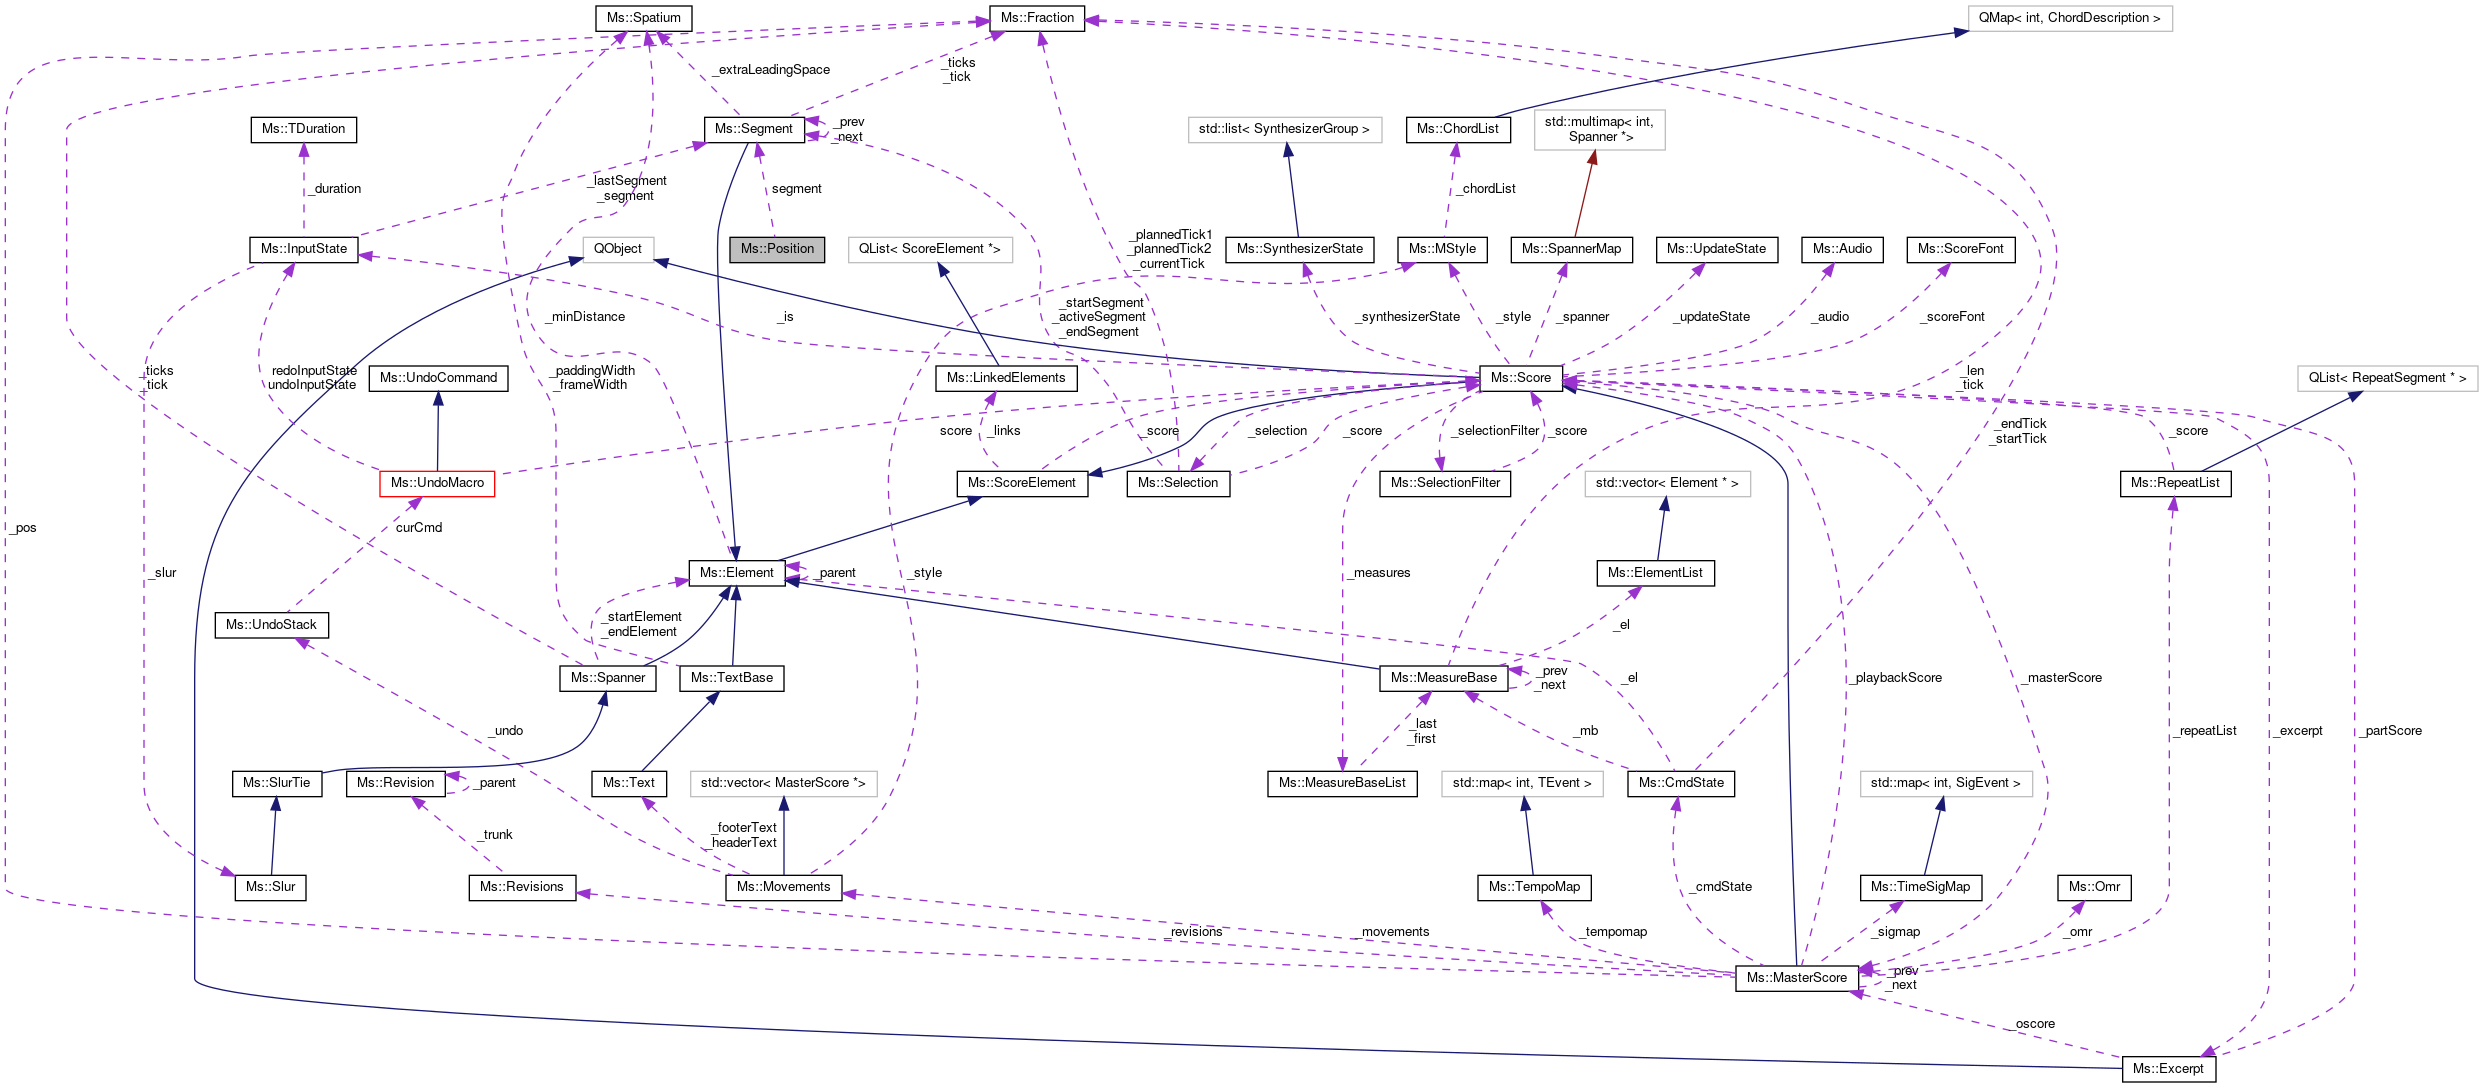 Ms::Spatium
Ms::Fraction
QMap< int, ChordDescription >
_extraLeadingSpace
_ticks
_tick
Ms::TDuration
Ms::Segment
_prev
_next
std::list< SynthesizerGroup >
Ms::ChordList
std::multimap< int,
Spanner *>
_duration
_lastSegment
_segment
segment
_chordList
Ms::InputState
QObject
Ms::Position
QList< ScoreElement *>
_plannedTick1
_plannedTick2
_currentTick
Ms::SynthesizerState
Ms::MStyle
Ms::SpannerMap
Ms::UpdateState
Ms::Audio
Ms::ScoreFont
_minDistance
_is
_startSegment
_activeSegment
_endSegment
_synthesizerState
_style
_spanner
_updateState
_audio
_scoreFont
_ticks
_tick
redoInputState
undoInputState
Ms::UndoCommand
_paddingWidth
_frameWidth
Ms::LinkedElements
Ms::Score
_len
_tick
QList< RepeatSegment * >
score
_links
_score
_selection
_score
_selectionFilter
_score
_endTick
_startTick
_score
Ms::UndoMacro
Ms::ScoreElement
Ms::Selection
Ms::SelectionFilter
std::vector< Element * >
Ms::RepeatList
_pos
curCmd
_slur
Ms::Element
_parent
_style
_measures
Ms::ElementList
Ms::UndoStack
_startElement
_endElement
_el
Ms::Spanner
Ms::TextBase
Ms::MeasureBase
_prev
_next
_el
_playbackScore
_masterScore
_undo
_last
_first
_mb
_repeatList
_excerpt
_partScore
Ms::SlurTie
Ms::Revision
_parent
Ms::Text
std::vector< MasterScore *>
Ms::MeasureBaseList
std::map< int, TEvent >
Ms::CmdState
std::map< int, SigEvent >
_trunk
_footerText
_headerText
Ms::Slur
Ms::Revisions
Ms::Movements
Ms::TempoMap
_cmdState
Ms::TimeSigMap
Ms::Omr
_revisions
_movements
_tempomap
_sigmap
_omr
Ms::MasterScore
_prev
_next
_oscore
Ms::Excerpt